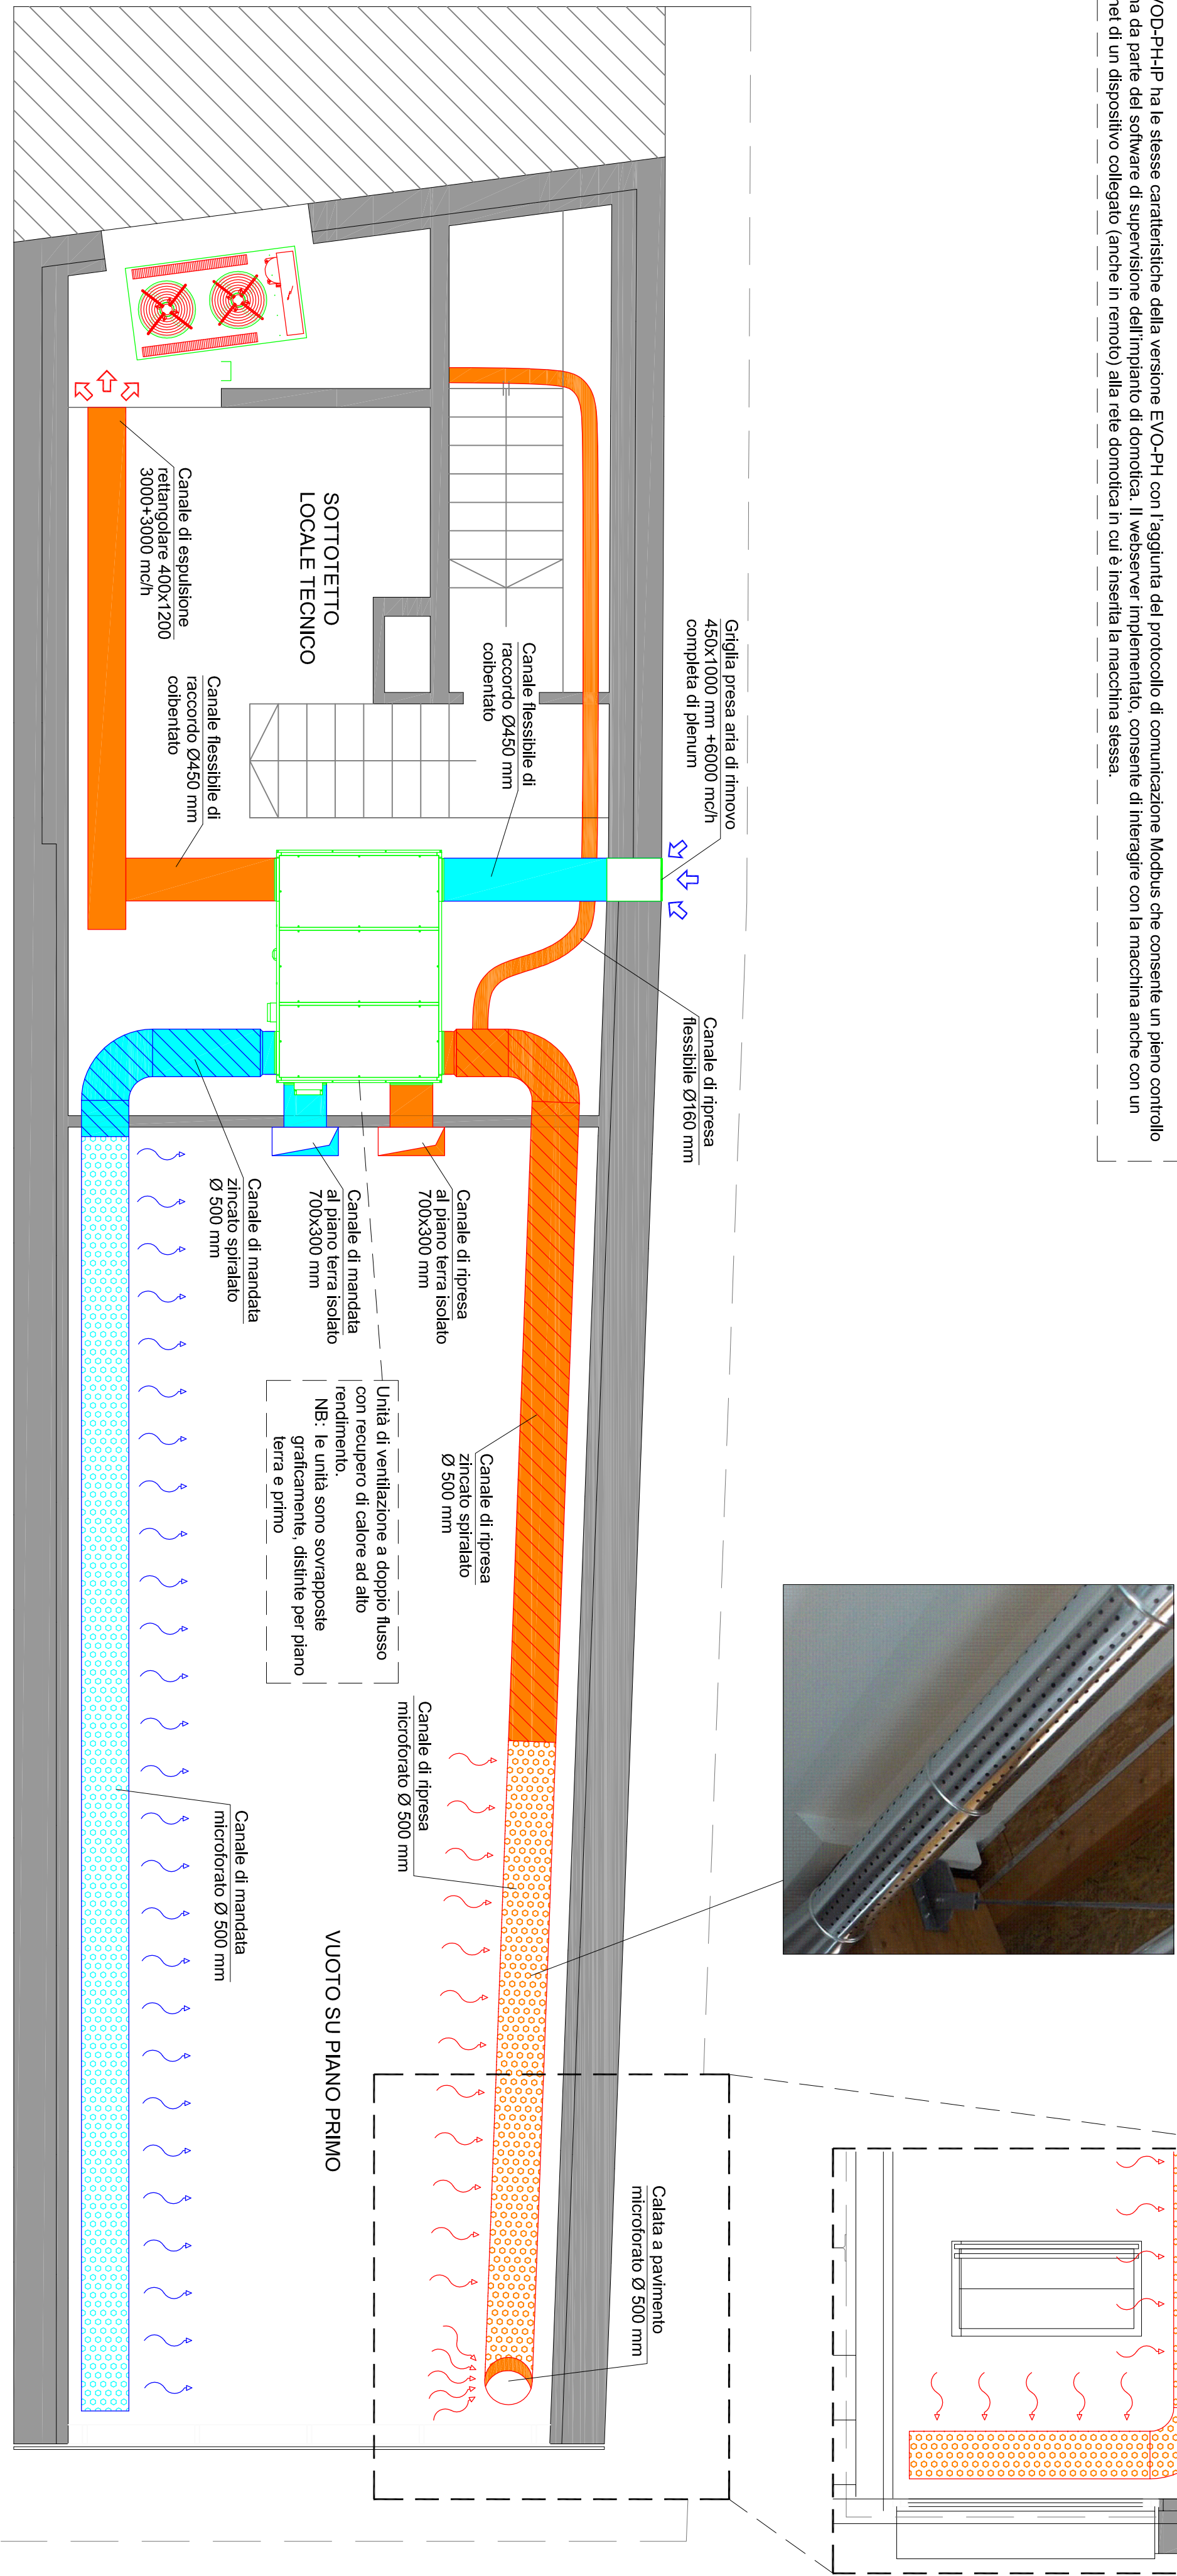 VOD-PH-IP ha le stesse caratteristiche della versione EVO-PH con l'aggiunta del protocollo di comunicazione Modbus che consente un pieno controllo
na da parte del software di supervisione dell'impianto di domotica. Il webserver implementato, consente di interagire con la macchina anche con un
net di un dispositivo collegato (anche in remoto) alla rete domotica in cui è inserita la macchina stessa.
Griglia presa aria di rinnovo
450x1000 mm +6000 mc/h
completa di plenum
Canale di ripresa
flessibile Ø160 mm
Calata a pavimento
microforato Ø 500 mm
Canale flessibile di
raccordo Ø450 mm
coibentato
Canale di ripresa
zincato spiralato
Ø 500 mm
Canale di ripresa
microforato Ø 500 mm
Canale di ripresa
al piano terra isolato
700x300 mm
Unità di ventilazione a doppio flusso
con recupero di calore ad alto
rendimento.
NB: le unità sono sovrapposte
graficamente, distinte per piano
terra e primo
SOTTOTETTO
LOCALE TECNICO
Canale di mandata
al piano terra isolato
700x300 mm
VUOTO SU PIANO PRIMO
Canale di espulsione
rettangolare 400x1200
3000+3000 mc/h
Canale flessibile di
raccordo Ø450 mm
coibentato
Canale di mandata
zincato spiralato
Ø 500 mm
Canale di mandata
microforato Ø 500 mm